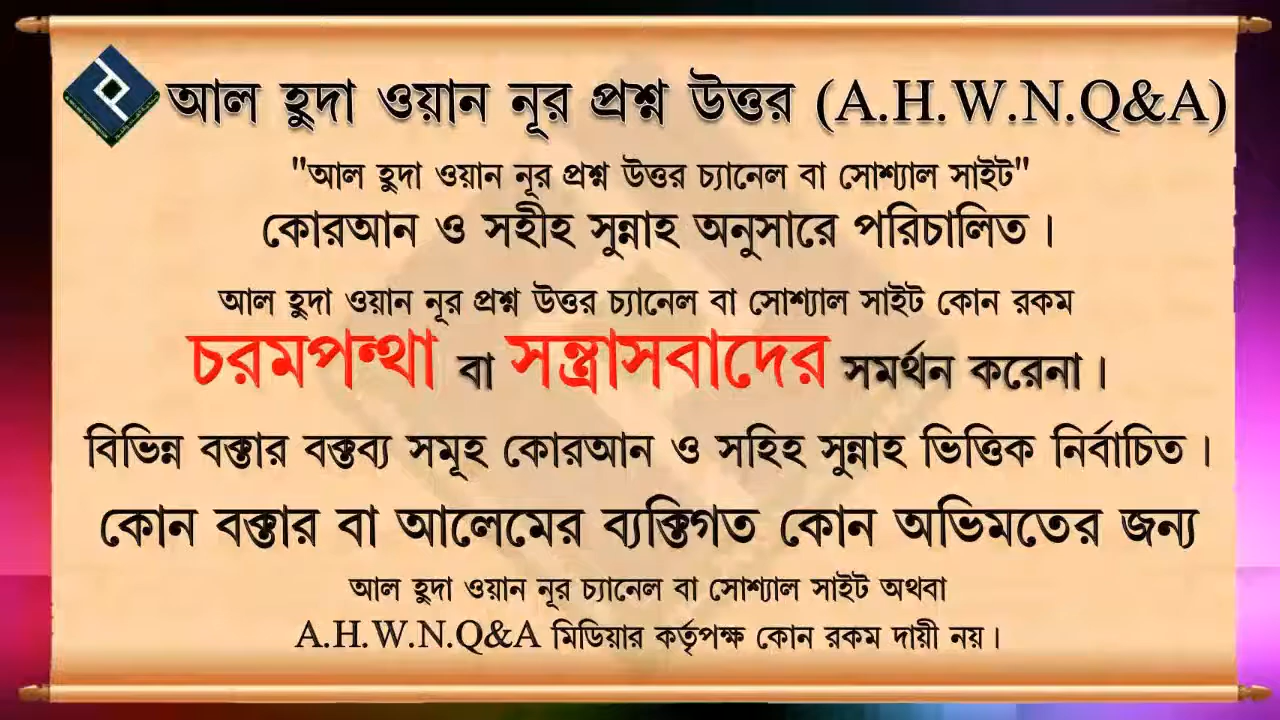 আল হুদা ওয়ান নূর প্রশ্ন উত্তর (A.H.W.N.Q&A)
"আল হুদা ওয়ান নূর প্রশ্ন উত্তর চ্যানেল বা সোশ্যাল সাইট"
কোরআন ও সহীহ সুন্নাহ অনুসারে পরিচালিত।
আল হুদা ওয়ান নূর প্রশ্ন উত্তর চ্যানেল বা সোশ্যাল সাইট কোন রকম
চরমপন্থা বা সন্ত্রাসবাদের সমর্থন করেনা।
বিভিন্ন বক্তার বক্তব্য সমূহ কোরআন ও সহিহ সুন্নাহ ভিত্তিক নির্বাচিত।
কোন বক্তার বা আলেমের ব্যক্তিগত কোন অভিমতের জন্য
আল হুদা ওয়ান নূর চ্যানেল বা সোশ্যাল সাইট অথবা
A.H.W.N.Q&A মিডিয়ার কর্তৃপক্ষ কোন রকম দায়ী নয়।